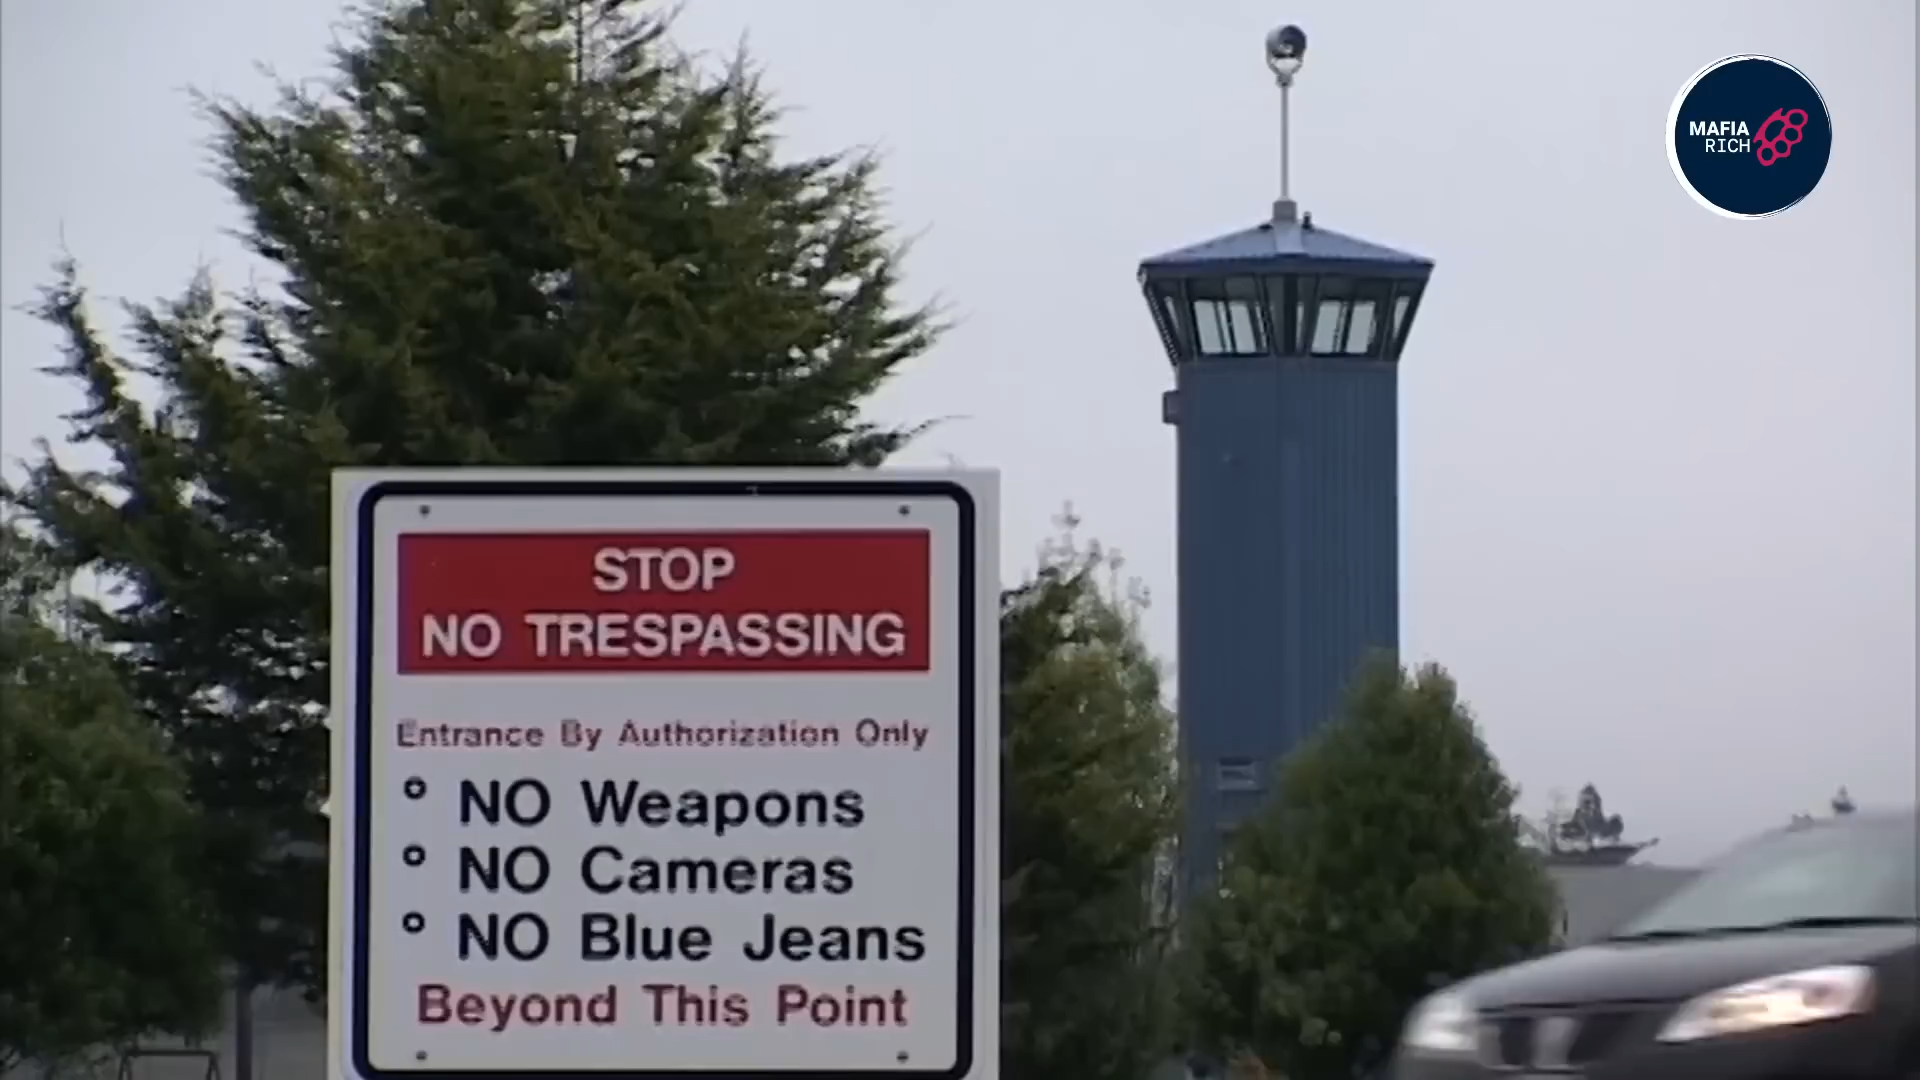 MAFIA
RICH
STOP
NO TRESPASSING
Entrance By Authorization Only
° NO Weapons
° NO Cameras
° NO Blue Jeans
Beyond This Point